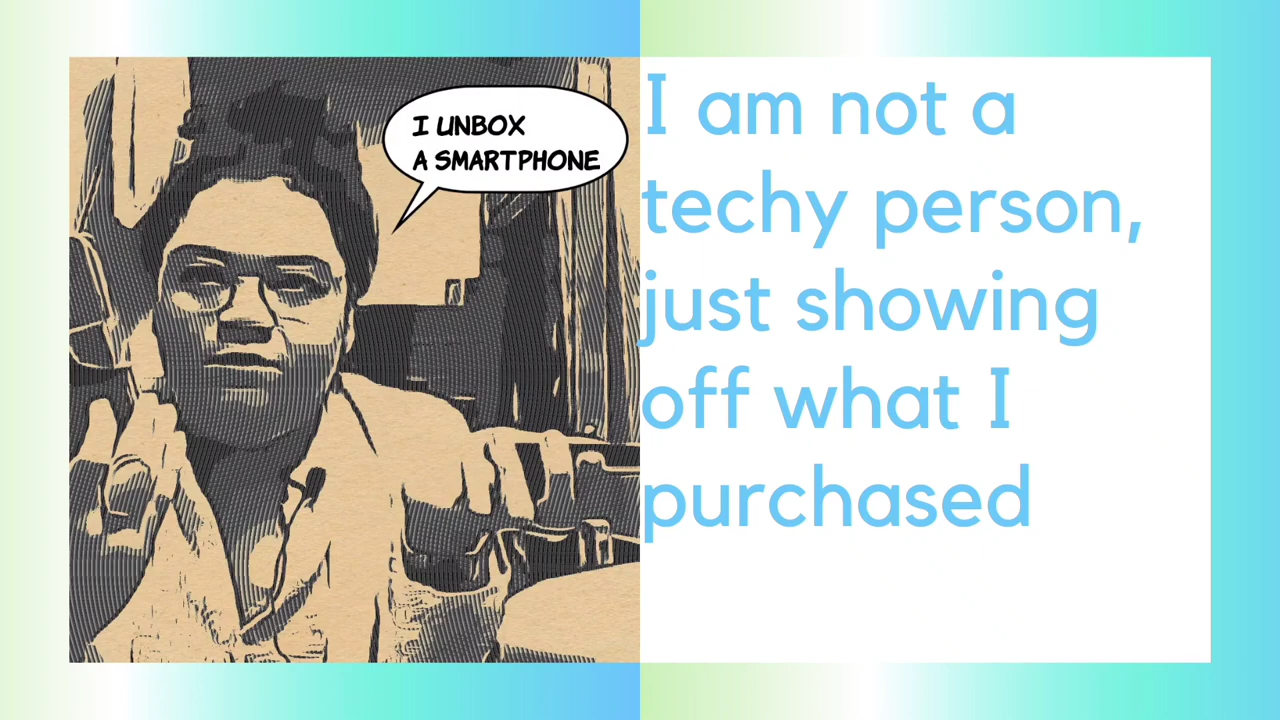 I UNBOX
A SMARTPHONE
I am not a
techy person,
just showing
off what I
purchased